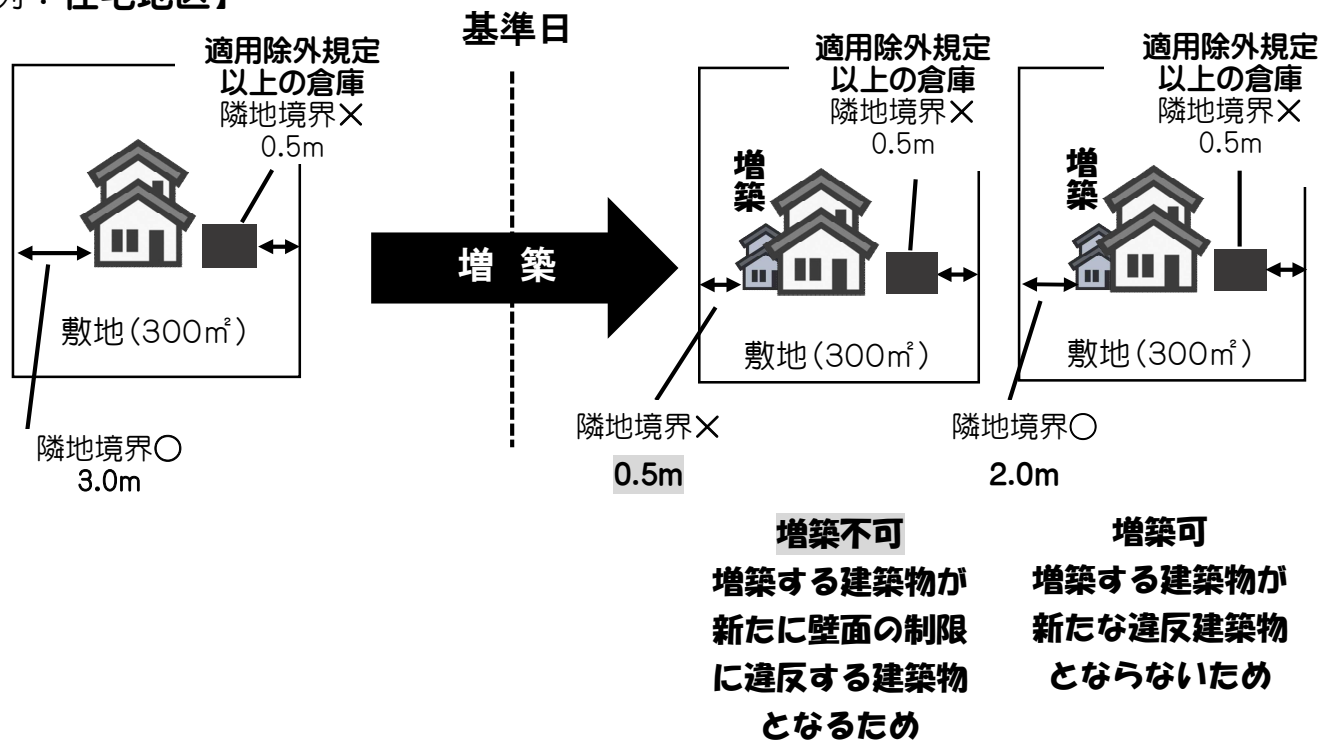 例：住宅地区】
基準日
適用除外規定
以上の倉庫
隣地境界×
0.5m
敷地(300㎡)
隣地境界○
3.0m
増 築
適用除外規定
以上の倉庫
隣地境界×
0.5m
増築
敷地(300㎡)
隣地境界×
0.5m
増築不可
増築する建築物が
新たに壁面の制限
に違反する建築物
となるため
適用除外規定
以上の倉庫
隣地境界×
0.5m
増築
敷地(300㎡)
隣地境界○
2.0m
増築可
増築する建築物が
新たな違反建築物
とならないため